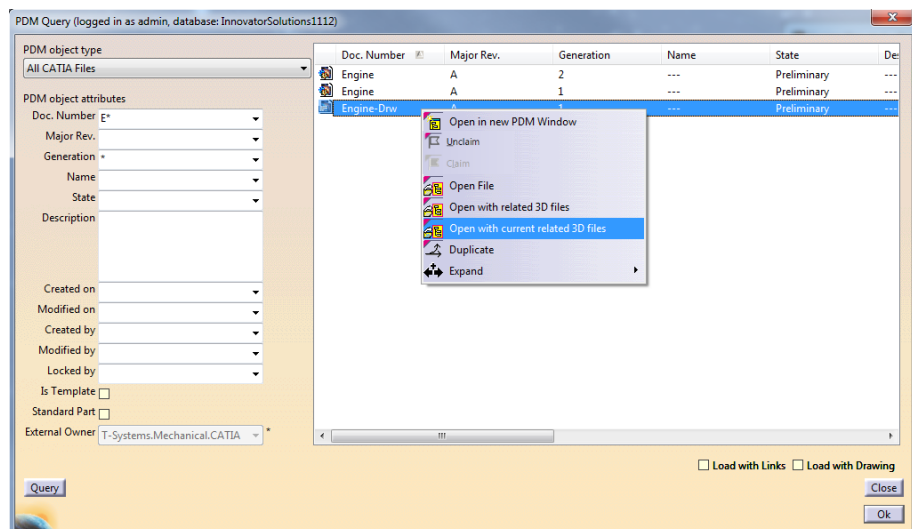 PDM Query (logged in as admin, database: InnovatorSolutions1112)
PDM object type
All CATIA Files
PDM object attributes
Doc. Number E*
Major Rev.
Generation *
Name
State
Description
Created on
Modified on
Created by
Modified by
Locked by
Is Template
Standard Part
External Owner T-Systems.Mechanical.CATIA *
Query
Doc. Number Major Rev. Generation Name State De
Engine A 2 --- Preliminary ---
Engine A 1 --- Preliminary ---
Engine-Drw A 1 --- Preliminary ---
Open in new PDM Window
Unclaim
Claim
Open File
Open with related 3D files
Open with current related 3D files
Duplicate
Expand
Load with Links Load with Drawing
Close
Ok